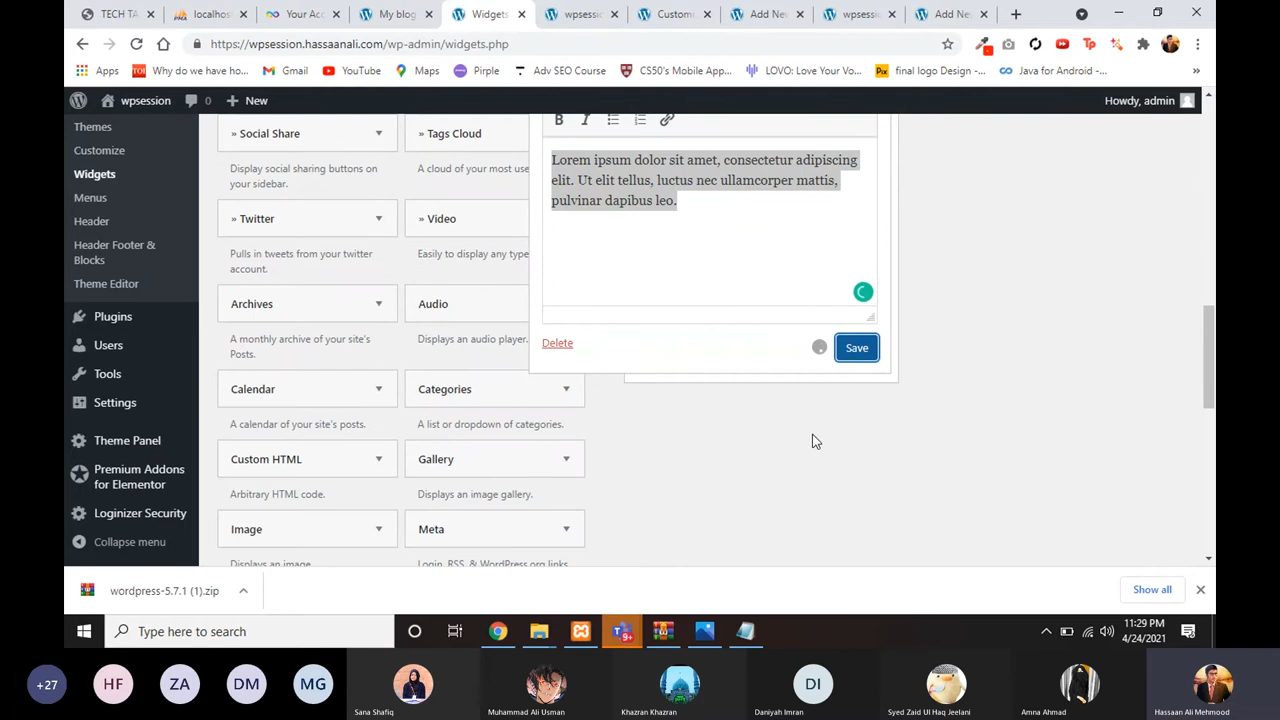 TECH TA
localhos
Your Acc
My blog
Widgets
wpsessi
Custom
Add Ne
wpsessi
Add Ne
https://wpsession.hassaanali.com/wp-admin/widgets.php
Apps
Why do we have ho...
Gmail
YouTube
Maps
Pirple
Adv SEO Course
CS50's Mobile App...
LOVO: Love Your Vo...
final logo Design -...
Java for Android -...
»
wpsession
0
New
Howdy, admin
Themes
Customize
Widgets
Menus
Header
Header Footer &
Blocks
Theme Editor
Plugins
Users
Tools
Settings
Theme Panel
Premium Addons
for Elementor
Loginizer Security
Collapse menu
» Social Share
Display social sharing buttons on
your sidebar.
» Tags Cloud
A cloud of your most use
» Twitter
Pulls in tweets from your twitter
account.
» Video
Easily to display any type
Archives
A monthly archive of your site's
Posts.
Audio
Displays an audio player.
Calendar
A calendar of your site's posts.
Categories
A list or dropdown of categories.
Custom HTML
Arbitrary HTML code.
Gallery
Displays an image gallery.
Image
Displays an image.
Meta
Login, RSS, & WordPress.org links.
B I
Lorem ipsum dolor sit amet, consectetur adipiscing
elit. Ut elit tellus, luctus nec ullamcorper mattis,
pulvinar dapibus leo.
Delete
Save
wordpress-5.7.1 (1).zip
Show all
Type here to search
9+
11:29 PM
4/24/2021
+27
HF
ZA
DM
MG
Sana Shafiq
Muhammad Ali Usman
Khazran Khazran
DI
Daniyah Imran
Syed Zaid Ul Haq Jeelani
Amna Ahmad
Hassaan Ali Mehmood